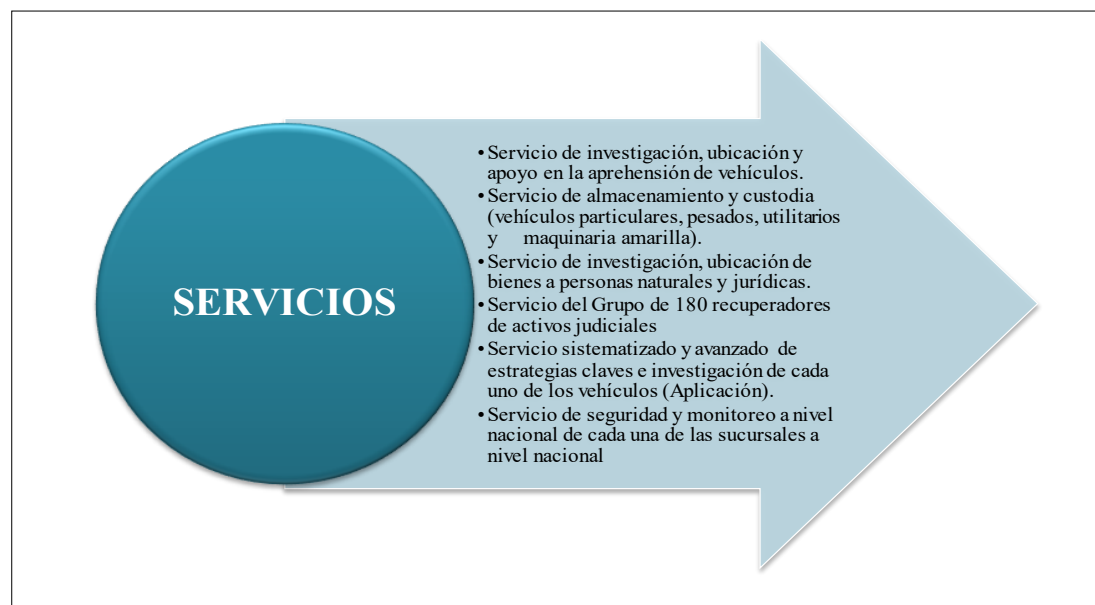 SERVICIOS
•Servicio de investigación, ubicación y
apoyo en la aprehensión de vehículos.
•Servicio de almacenamiento y custodia
(vehículos particulares, pesados, utilitarios
y maquinaria amarilla).
•Servicio de investigación, ubicación de
bienes a personas naturales y jurídicas.
•Servicio del Grupo de 180 recuperadores
de activos judiciales
•Servicio sistematizado y avanzado de
estrategias claves e investigación de cada
uno de los vehículos (Aplicación).
•Servicio de seguridad y monitoreo a nivel
nacional de cada una de las sucursales a
nivel nacional